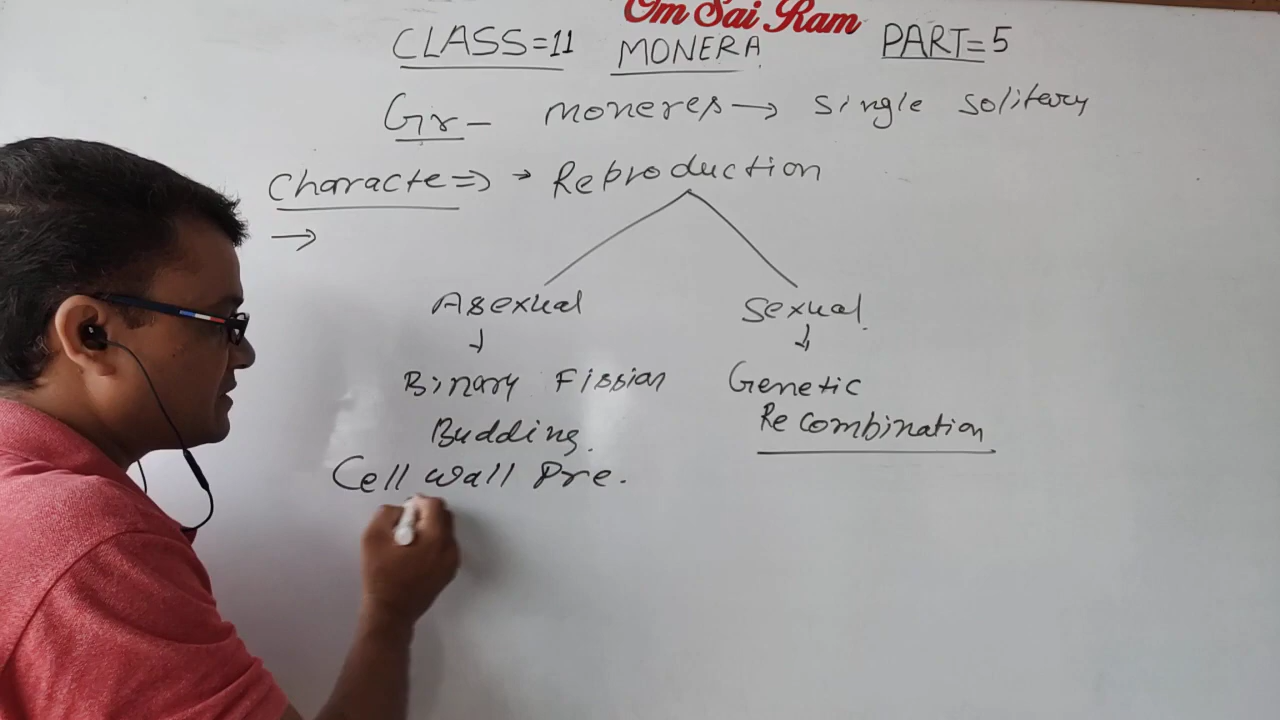 Om Sai Ram
CLASS=11 MONERA PART=5
Gr- moneres→ single solitery
Characte=> → Reproduction
→
Asexual Sexual
↓ ↓
Binary Fission Genetic
Budding. Recombination
Cell wall Pre.